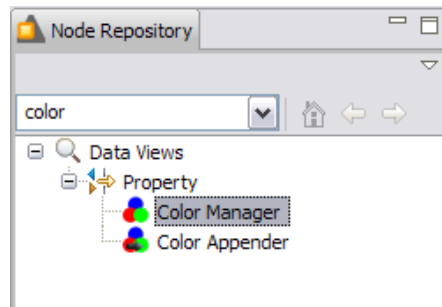 Node Repository
color
Data Views
Property
Color Manager
Color Appender